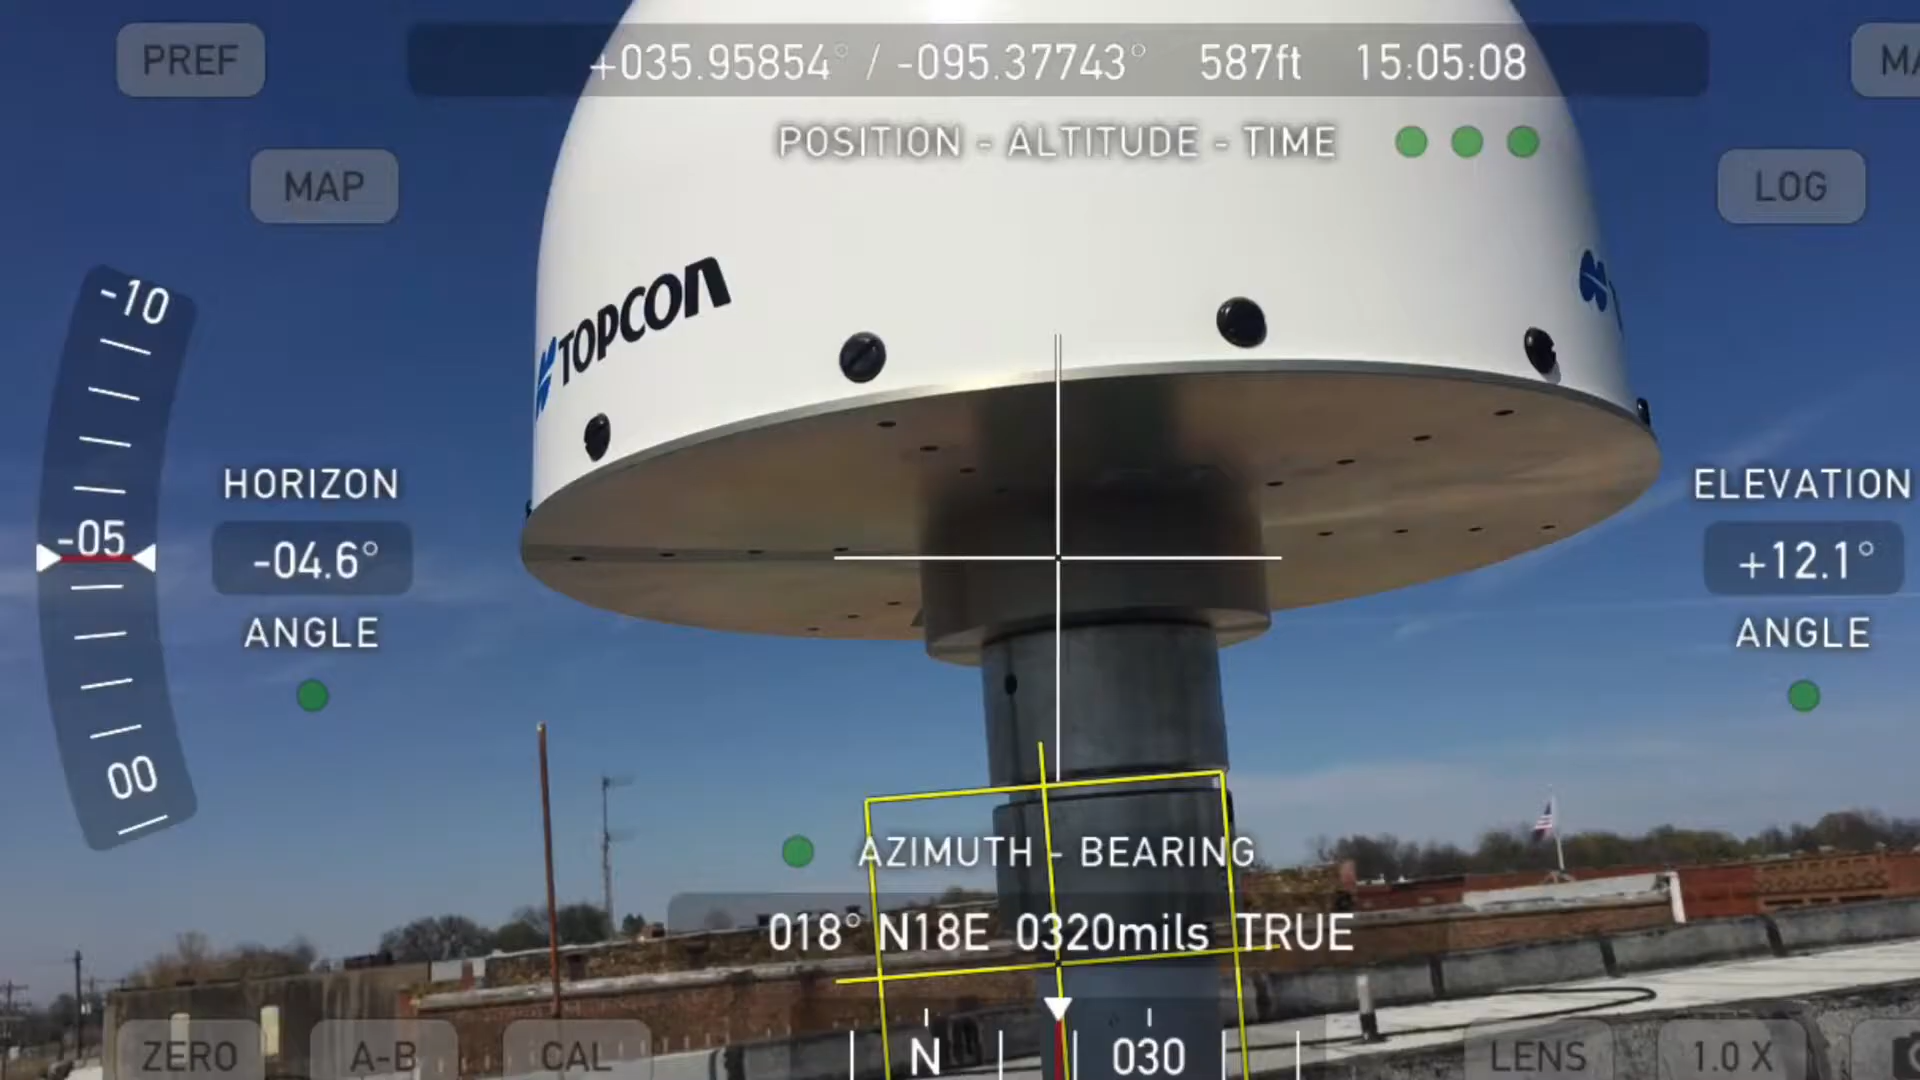 PREF
+035.95854° / -095.37743° 587ft 15:05:08
POSITION - ALTITUDE - TIME
MAP
LOG
TOPCON
-10
-05
00
HORIZON
-04.6°
ANGLE
ELEVATION
+12.1°
ANGLE
AZIMUTH - BEARING
018° N18E 0320mils TRUE
N 030
ZERO A-B CAL
LENS 1.0 X